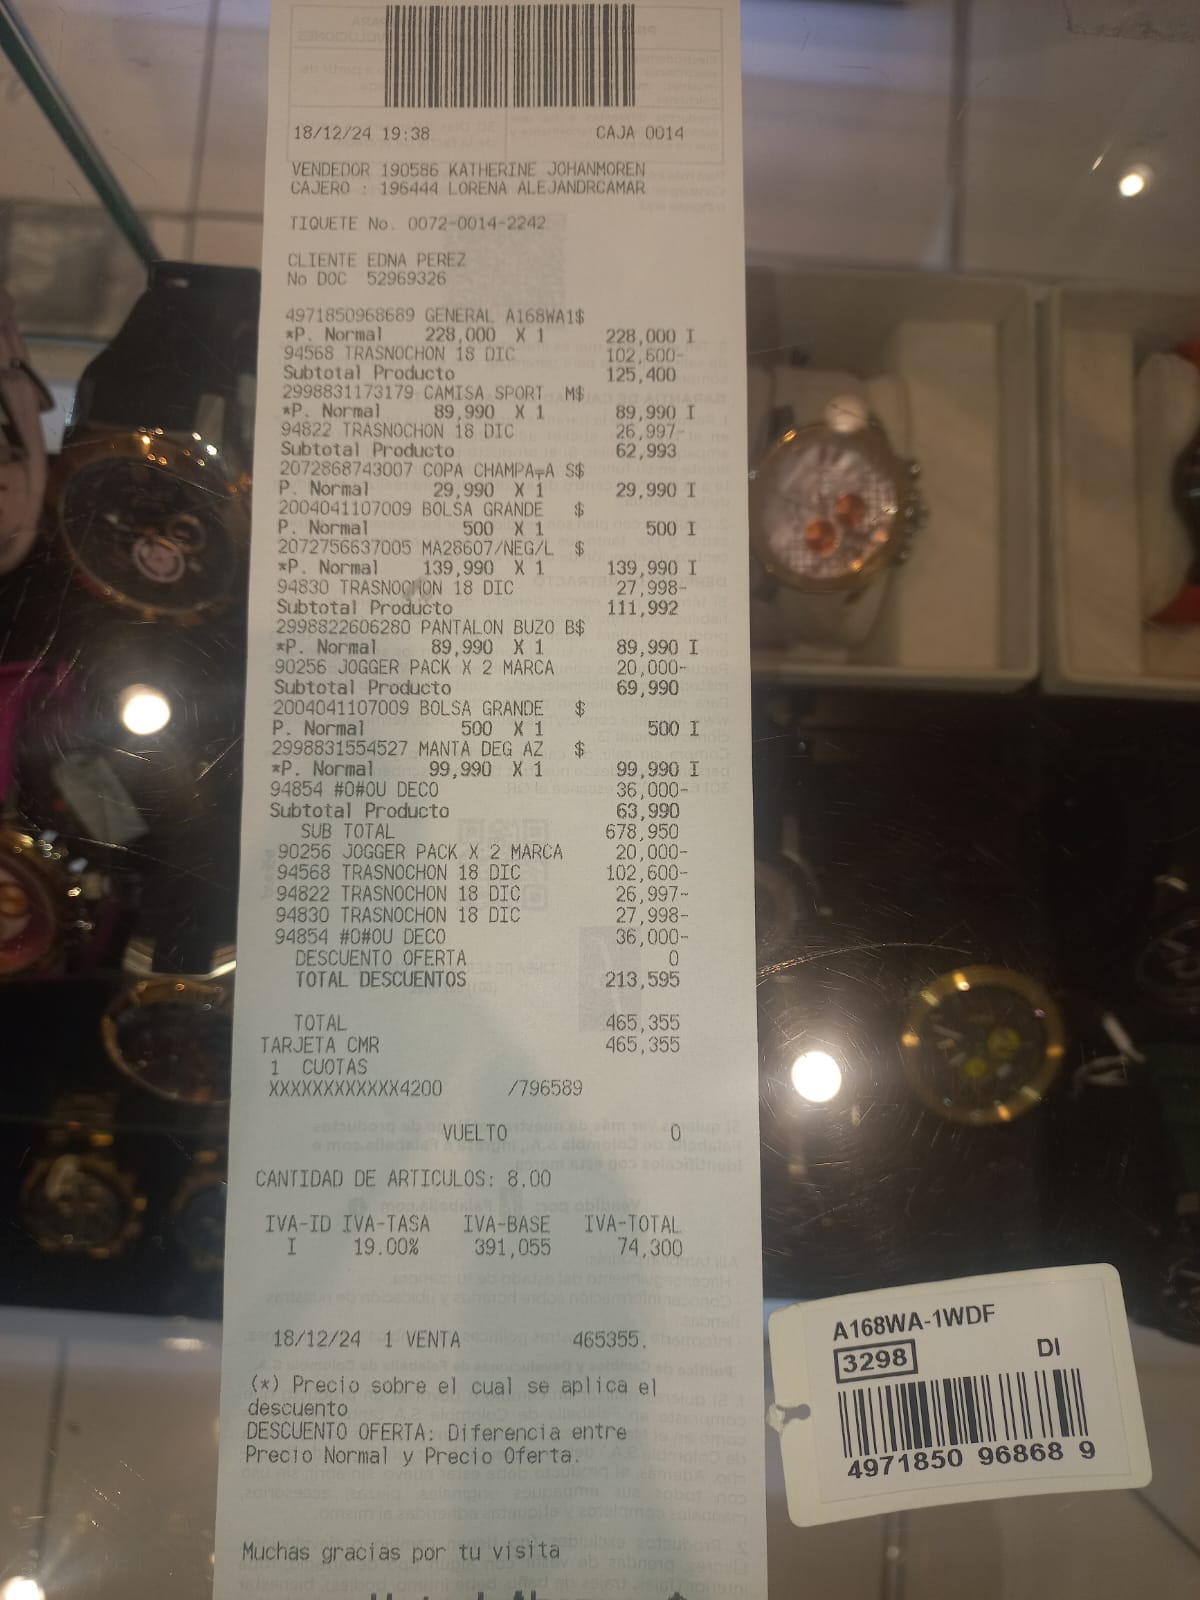 18/12/24 19:38 CAJA 0014
VENDEDOR 190586 KATHERINE JOHANMOREN
CAJERO : 196444 LORENA ALEJANDRCAMAR
TIQUETE No. 0072-0014-2242
CLIENTE EDNA PEREZ
No DOC 52969326
4971850968689 GENERAL A168WA1$
*P. Normal 228,000 X 1 228,000 I
94568 TRASNOCHON 18 DIC 102,600-
Subtotal Producto 125,400
2998831173179 CAMISA SPORT M$
*P. Normal 89,990 X 1 89,990 I
94822 TRASNOCHON 18 DIC 26,997-
Subtotal Producto 62,993
2072868743007 COPA CHAMPA╤A S$
P. Normal 29,990 X 1 29,990 I
2004041107009 BOLSA GRANDE $
P. Normal 500 X 1 500 I
2072756637005 MA28607/NEG/L $
*P. Normal 139,990 X 1 139,990 I
94830 TRASNOCHON 18 DIC 27,998-
Subtotal Producto 111,992
2998822606280 PANTALON BUZO B$
*P. Normal 89,990 X 1 89,990 I
90256 JOGGER PACK X 2 MARCA 20,000-
Subtotal Producto 69,990
2004041107009 BOLSA GRANDE $
P. Normal 500 X 1 500 I
2998831554527 MANTA DEG AZ $
*P. Normal 99,990 X 1 99,990 I
94854 #O#OU DECO 36,000-
Subtotal Producto 63,990
SUB TOTAL 678,950
90256 JOGGER PACK X 2 MARCA 20,000-
94568 TRASNOCHON 18 DIC 102,600-
94822 TRASNOCHON 18 DIC 26,997-
94830 TRASNOCHON 18 DIC 27,998-
94854 #O#OU DECO 36,000-
DESCUENTO OFERTA 0
TOTAL DESCUENTOS 213,595
TOTAL 465,355
TARJETA CMR 465,355
1 CUOTAS
XXXXXXXXXXXX4200 /796589
VUELTO 0
CANTIDAD DE ARTICULOS: 8.00
IVA-ID IVA-TASA IVA-BASE IVA-TOTAL
I 19.00% 391,055 74,300
18/12/24 1 VENTA 465355.
(*) Precio sobre el cual se aplica el
descuento
DESCUENTO OFERTA: Diferencia entre
Precio Normal y Precio Oferta.
Muchas gracias por tu visita
A168WA-1WDF
3298 DI
4971850 96868 9